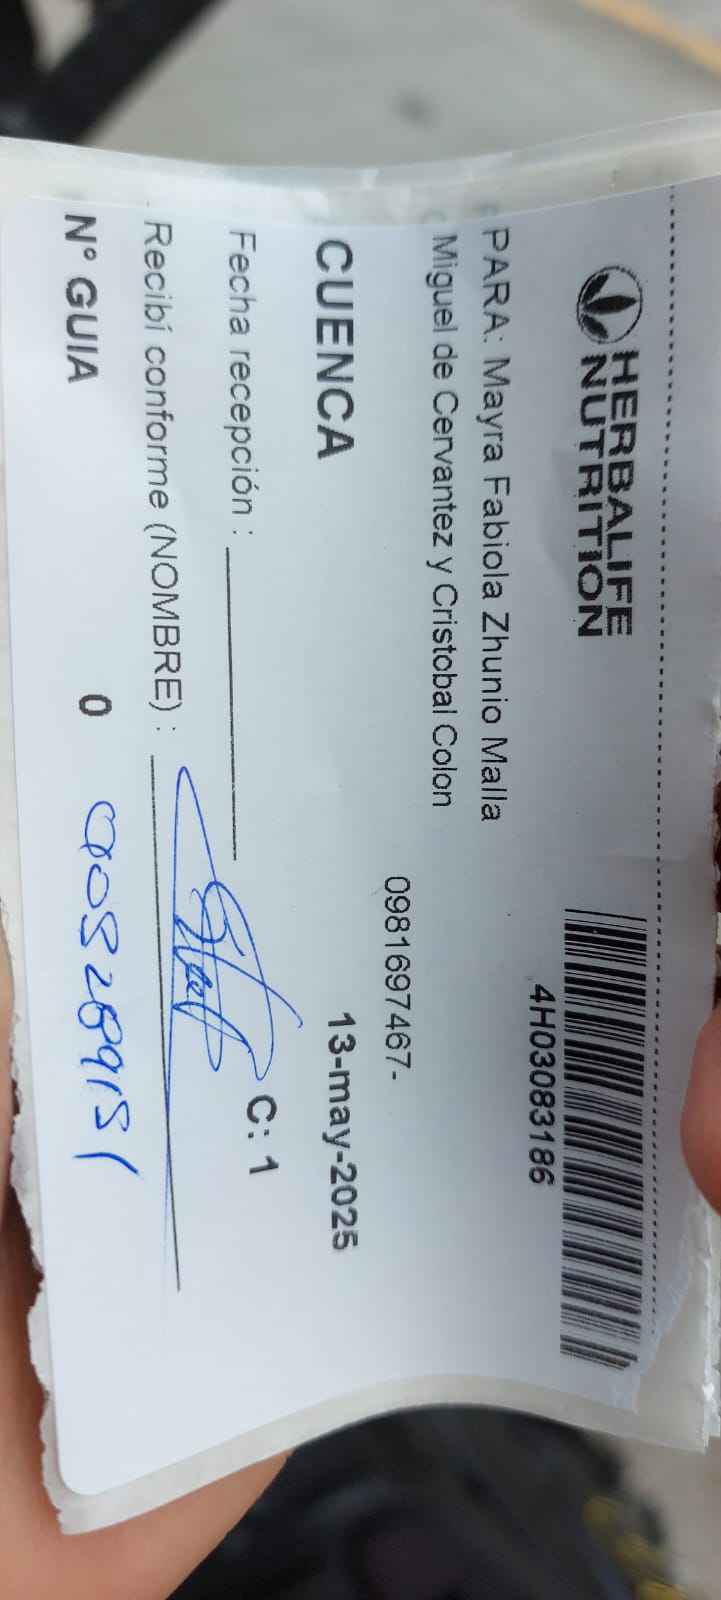 HERBALIFE
NUTRITION
4H03083186
PARA: Mayra Fabiola Zhunio Malla
Miguel de Cervantez y Cristobal Colon
0981697467-
CUENCA 13-may-2025
Fecha recepción :
C: 1
Recibí conforme (NOMBRE) :
N° GUIA 0 005289151